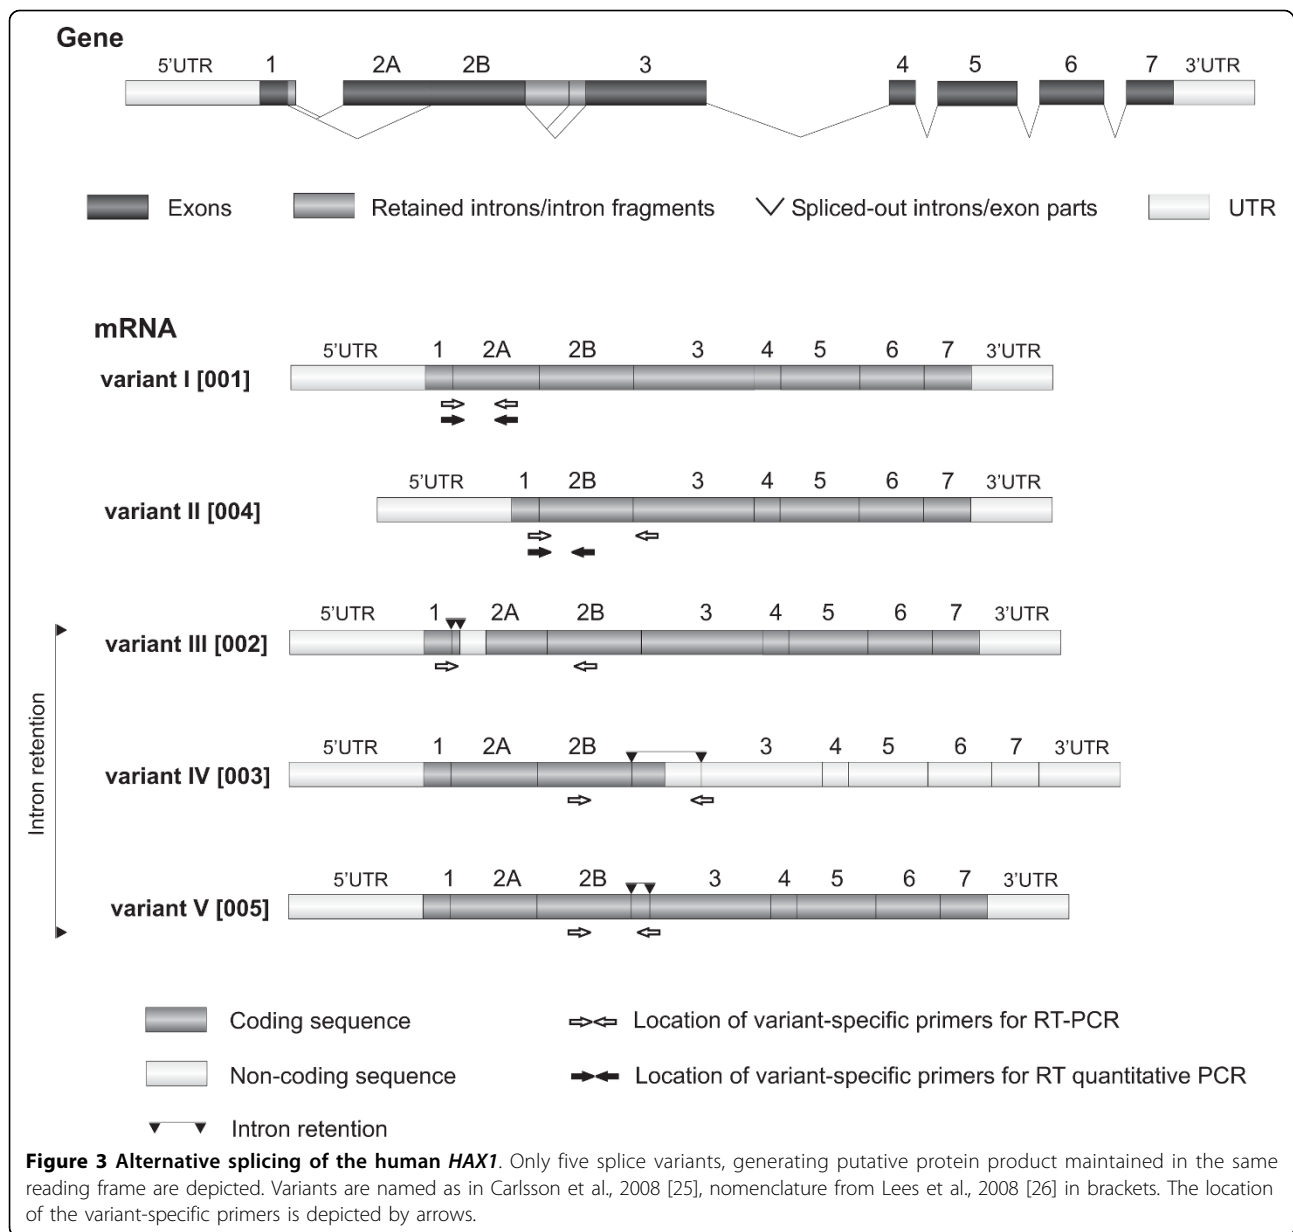 Gene
5'UTR 1 2A 2B 3 4 5 6 7 3'UTR
Exons Retained introns/intron fragments Spliced-out introns/exon parts UTR
mRNA
5'UTR 1 2A 2B 3 4 5 6 7 3'UTR
variant I [001]
5'UTR 1 2B 3 4 5 6 7 3'UTR
variant II [004]
5'UTR 1 2A 2B 3 4 5 6 7 3'UTR
variant III [002]
Intron retention
5'UTR 1 2A 2B 3 4 5 6 7 3'UTR
variant IV [003]
5'UTR 1 2A 2B 3 4 5 6 7 3'UTR
variant V [005]
Coding sequence Location of variant-specific primers for RT-PCR
Non-coding sequence Location of variant-specific primers for RT quantitative PCR
Intron retention
Figure 3 Alternative splicing of the human HAX1. Only five splice variants, generating putative protein product maintained in the same
reading frame are depicted. Variants are named as in Carlsson et al., 2008 [25], nomenclature from Lees et al., 2008 [26] in brackets. The location
of the variant-specific primers is depicted by arrows.